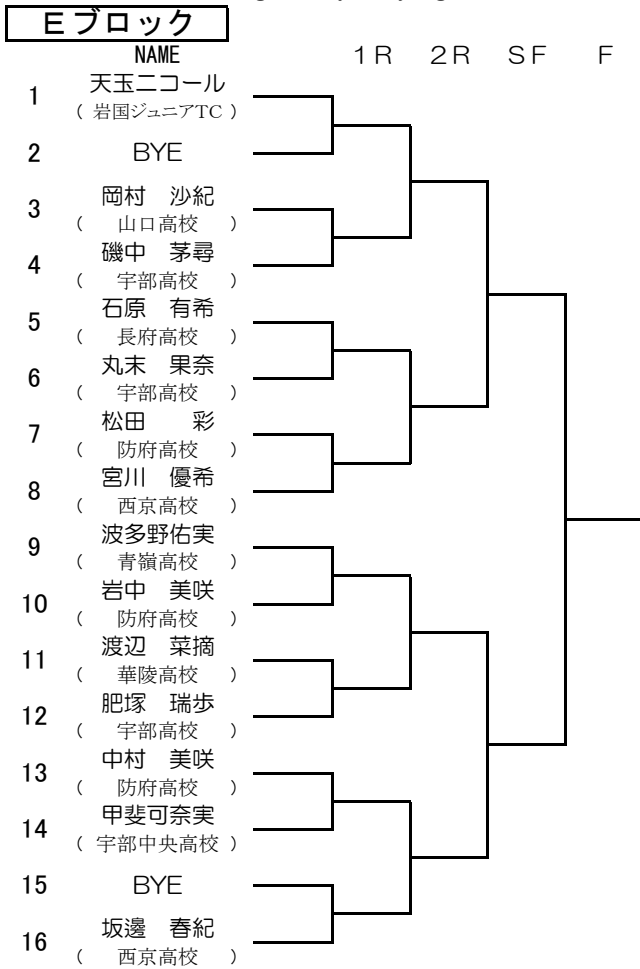 Ｅブロック
NAME １Ｒ ２Ｒ ＳＦ Ｆ
1 天玉ニコール
( 岩国ジュニアTC )
2 BYE
3 岡村　沙紀
( 山口高校 )
4 磯中　茅尋
( 宇部高校 )
5 石原　有希
( 長府高校 )
6 丸末　果奈
( 宇部高校 )
7 松田　　彩
( 防府高校 )
8 宮川　優希
( 西京高校 )
9 波多野佑実
( 青嶺高校 )
10 岩中　美咲
( 防府高校 )
11 渡辺　菜摘
( 華陵高校 )
12 肥塚　瑞歩
( 宇部高校 )
13 中村　美咲
( 防府高校 )
14 甲斐可奈実
( 宇部中央高校 )
15 BYE
16 坂邊　春紀
( 西京高校 )